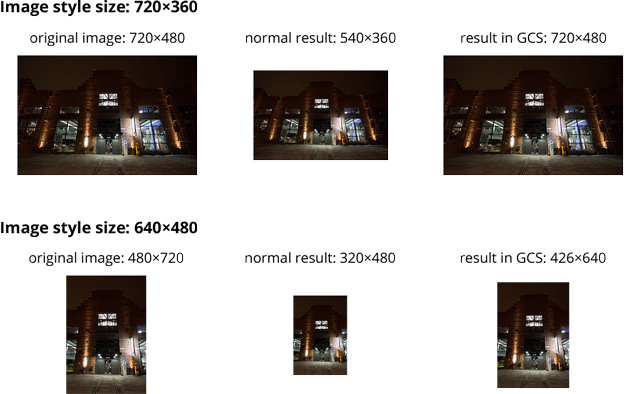 Image style size: 720×360
original image: 720×480
normal result: 540×360
result in GCS: 720×480
Image style size: 640×480
original image: 480×720
normal result: 320×480
result in GCS: 426×640